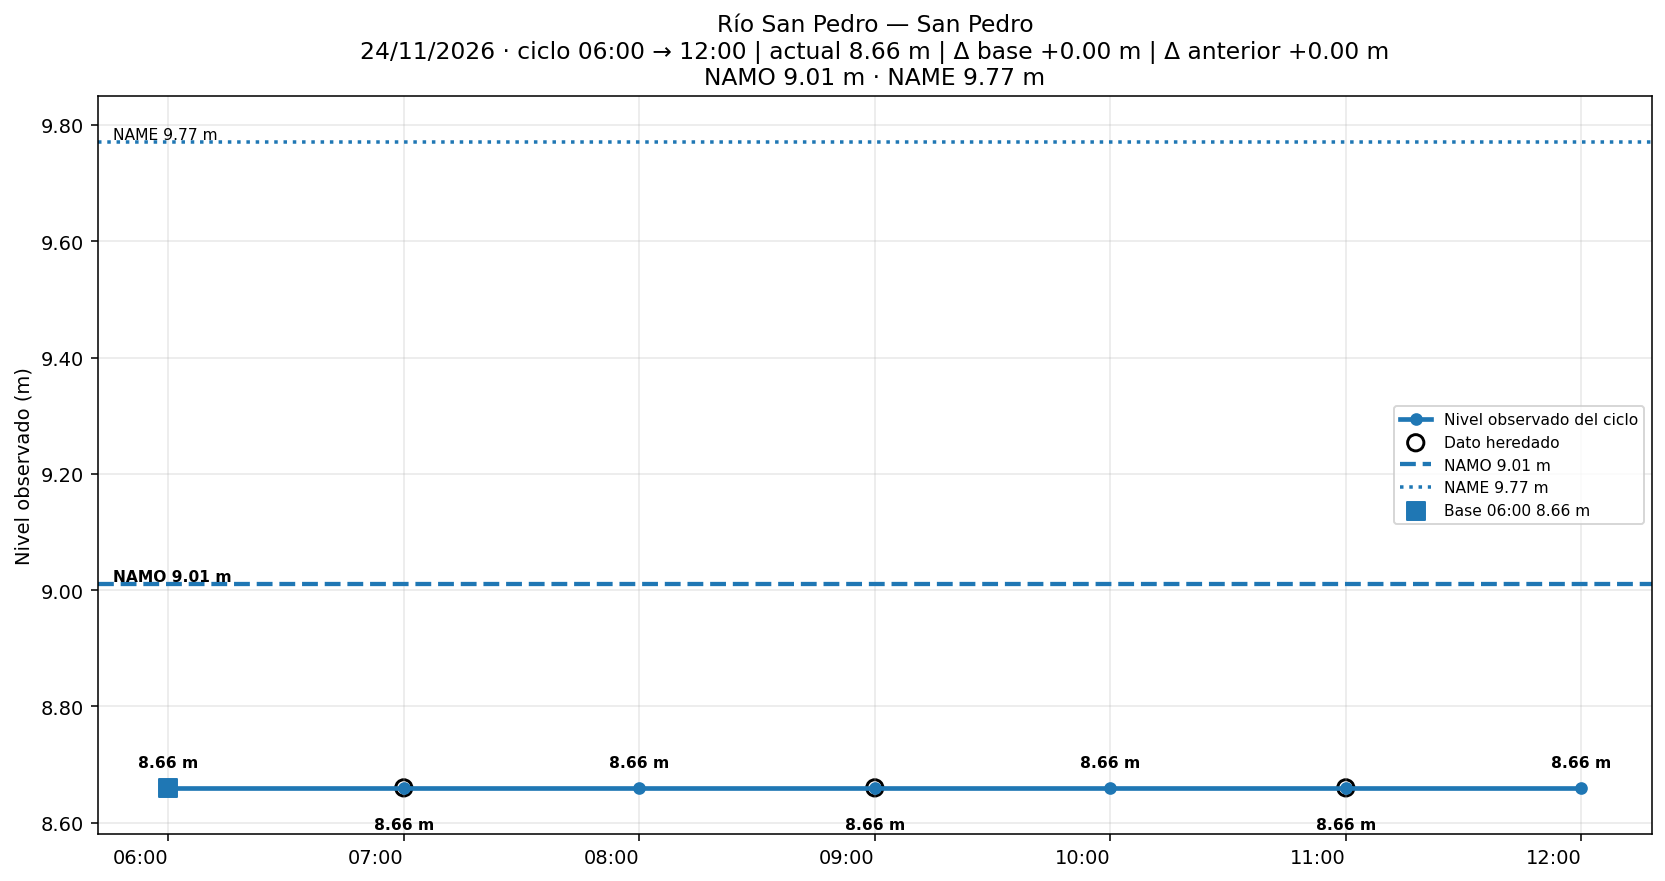 Río San Pedro — San Pedro
24/11/2026 · ciclo 06:00 → 12:00 | actual 8.66 m | Δ base +0.00 m | Δ anterior +0.00 m
NAMO 9.01 m · NAME 9.77 m
Nivel observado (m)
9.80
9.60
9.40
9.20
9.00
8.80
8.60
NAME 9.77 m
NAMO 9.01 m
Nivel observado del ciclo
Dato heredado
NAMO 9.01 m
NAME 9.77 m
Base 06:00 8.66 m
8.66 m
8.66 m
8.66 m
8.66 m
8.66 m
8.66 m
8.66 m
06:00
07:00
08:00
09:00
10:00
11:00
12:00